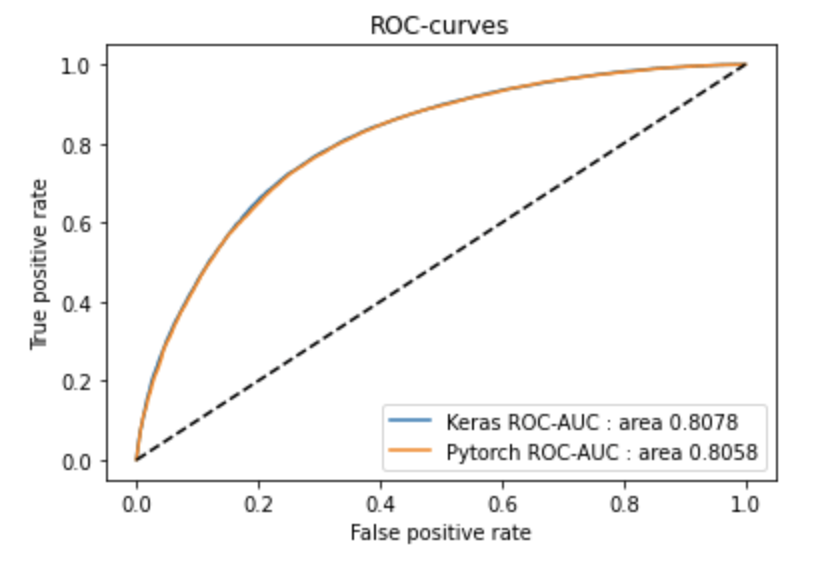 ROC-curves
1.0
0.8
0.6
0.4
0.2
0.0
True positive rate
Keras ROC-AUC : area 0.8078
Pytorch ROC-AUC : area 0.8058
0.0 0.2 0.4 0.6 0.8 1.0
False positive rate